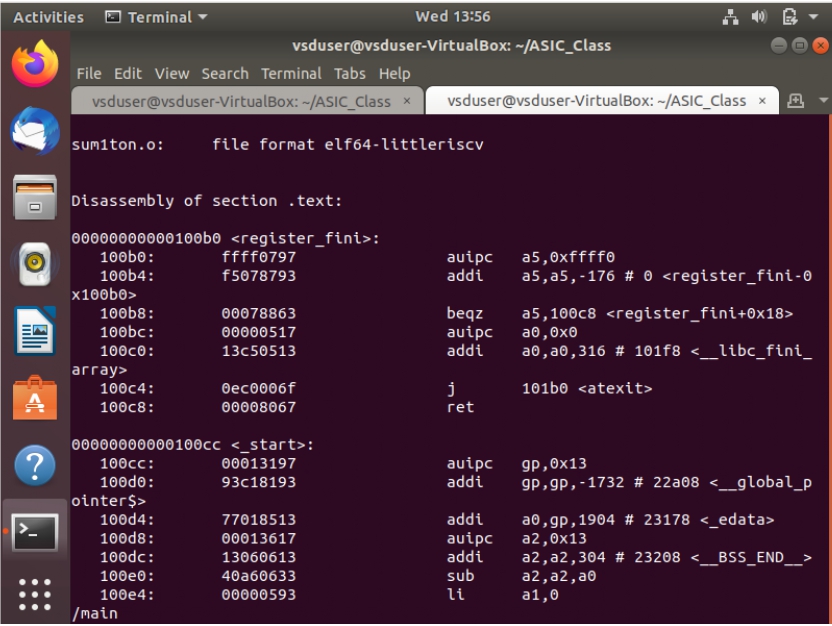 Activities Terminal Wed 13:56
vsduser@vsduser-VirtualBox: ~/ASIC_Class
File Edit View Search Terminal Tabs Help
vsduser@vsduser-VirtualBox: ~/ASIC_Class × vsduser@vsduser-VirtualBox: ~/ASIC_Class ×
sum1ton.o:     file format elf64-littleriscv
Disassembly of section .text:
00000000000100b0 <register_fini>:
100b0: ffff0797 auipc a5,0xffff0
100b4: f5078793 addi a5,a5,-176 # 0 <register_fini-0
x100b0>
100b8: 00078863 beqz a5,100c8 <register_fini+0x18>
100bc: 00000517 auipc a0,0x0
100c0: 13c50513 addi a0,a0,316 # 101f8 <__libc_fini_
array>
100c4: 0ec0006f j 101b0 <atexit>
100c8: 00008067 ret
00000000000100cc <_start>:
100cc: 00013197 auipc gp,0x13
100d0: 93c18193 addi gp,gp,-1732 # 22a08 <__global_p
ointer$>
100d4: 77018513 addi a0,gp,1904 # 23178 <_edata>
100d8: 00013617 auipc a2,0x13
100dc: 13060613 addi a2,a2,304 # 23208 <__BSS_END__>
100e0: 40a60633 sub a2,a2,a0
100e4: 00000593 li a1,0
/main